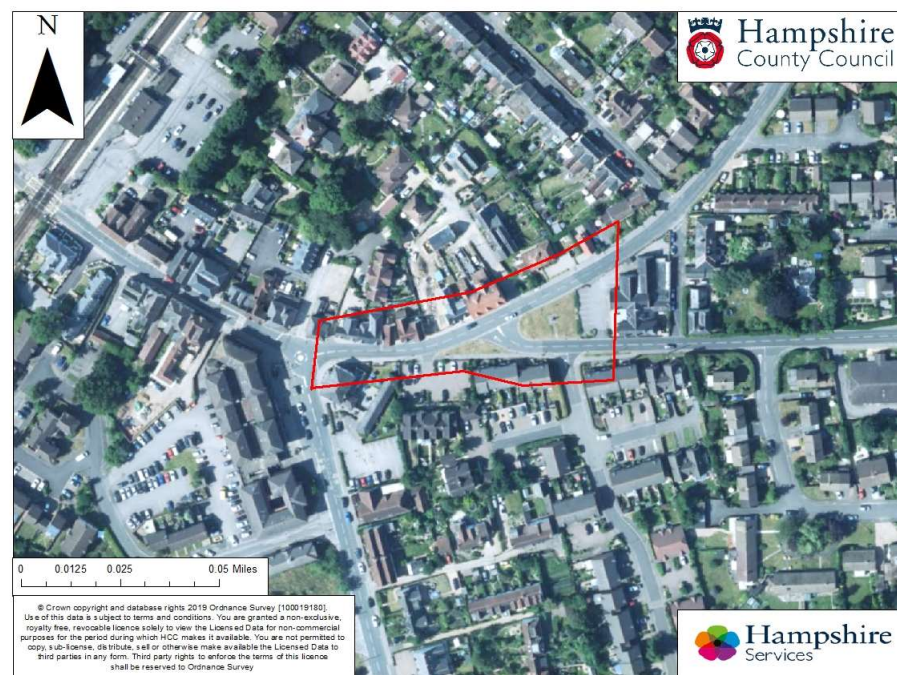 N
Hampshire
County Council
0 0.0125 0.025 0.05 Miles
© Crown copyright and database rights 2019 Ordnance Survey [100019180].
Use of this data is subject to terms and conditions. You are granted a non-exclusive,
royalty free, revocable licence solely to view the Licensed Data for non-commercial
purposes for the period during which HCC makes it available. You are not permitted to
copy, sub-license, distribute, sell or otherwise make available the Licensed Data to
third parties in any form. Third party rights to enforce the terms of this licence
shall be reserved to Ordnance Survey
Hampshire
Services